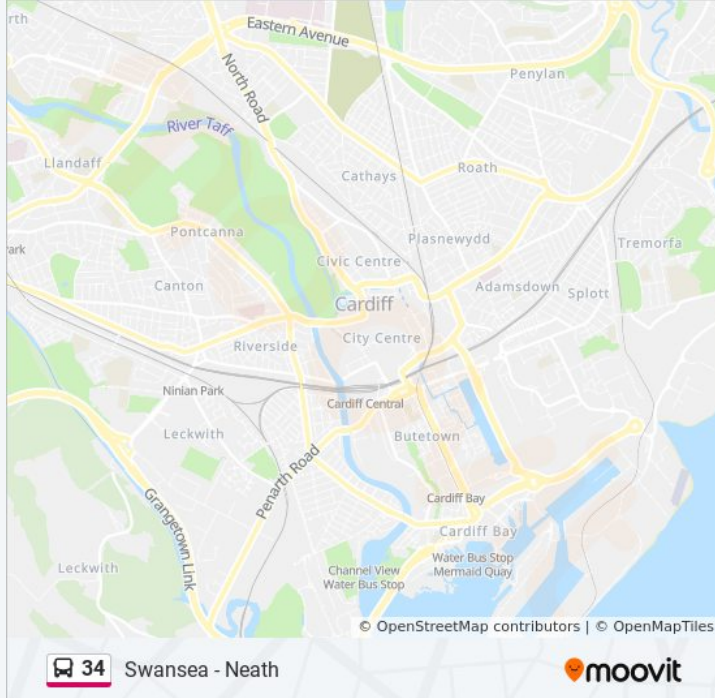 rth
Eastern Avenue
North Road
Penylan
River Taff
Llandaff
Cathays
Roath
Pontcanna
Plasnewydd
Tremorfa
ark
Civic Centre
Canton
Adamsdown
Splott
Cardiff
Riverside
City Centre
Ninian Park
Cardiff Central
Leckwith
Butetown
Penarth Road
Grangetown Link
Cardiff Bay
Cardiff Bay
Leckwith
Channel View
Water Bus Stop
Water Bus Stop
Mermaid Quay
© OpenStreetMap contributors | © OpenMapTiles
34 Swansea - Neath
moovit